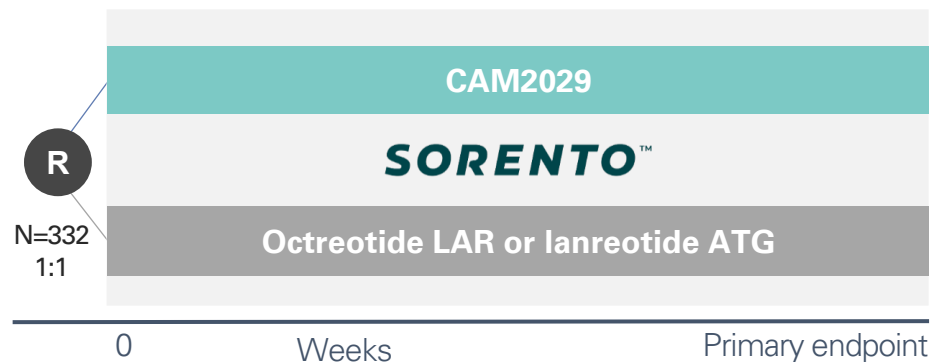 CAM2029
R
SORENTO™
N=332
1:1
Octreotide LAR or lanreotide ATG
0
Weeks
Primary endpoint